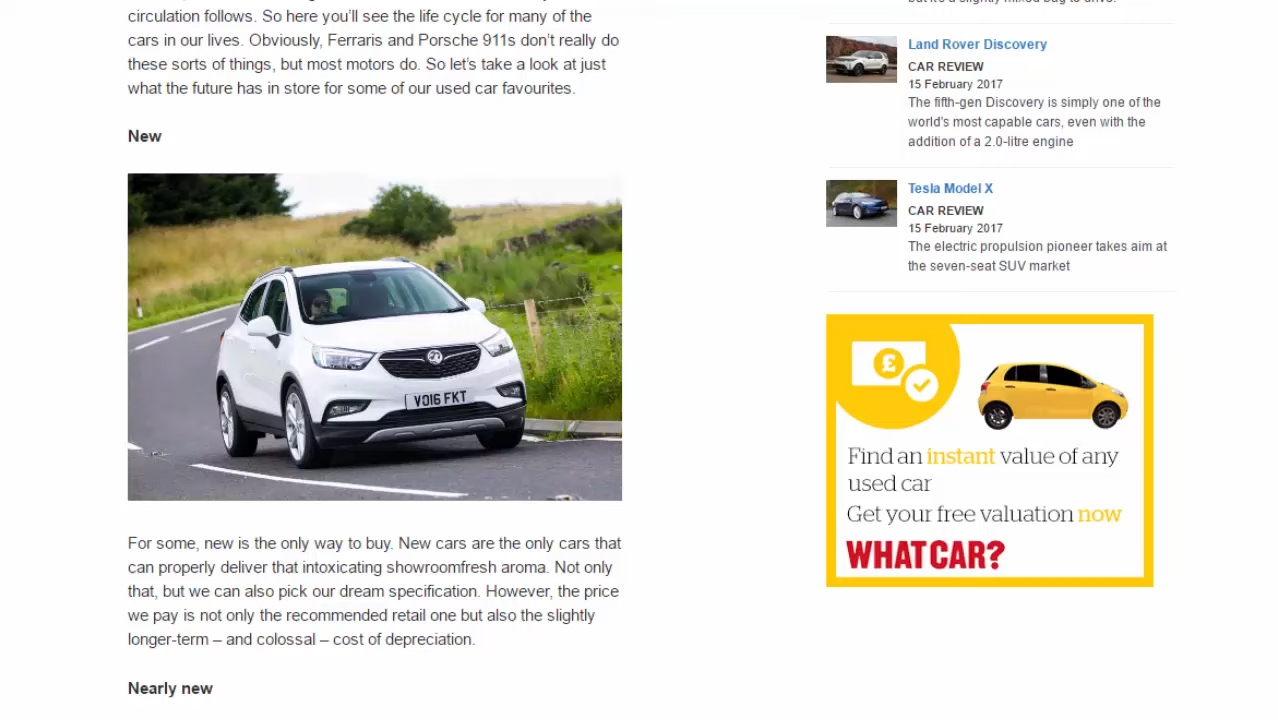 circulation follows. So here you’ll see the life cycle for many of the
cars in our lives. Obviously, Ferraris and Porsche 911s don’t really do
these sorts of things, but most motors do. So let’s take a look at just
what the future has in store for some of our used car favourites.
New
VO16 FKT
For some, new is the only way to buy. New cars are the only cars that
can properly deliver that intoxicating showroomfresh aroma. Not only
that, but we can also pick our dream specification. However, the price
we pay is not only the recommended retail one but also the slightly
longer-term – and colossal – cost of depreciation.
Nearly new
Land Rover Discovery
CAR REVIEW
15 February 2017
The fifth-gen Discovery is simply one of the
world's most capable cars, even with the
addition of a 2.0-litre engine
Tesla Model X
CAR REVIEW
15 February 2017
The electric propulsion pioneer takes aim at
the seven-seat SUV market
£
Find an instant value of any
used car
Get your free valuation now
WHATCAR?